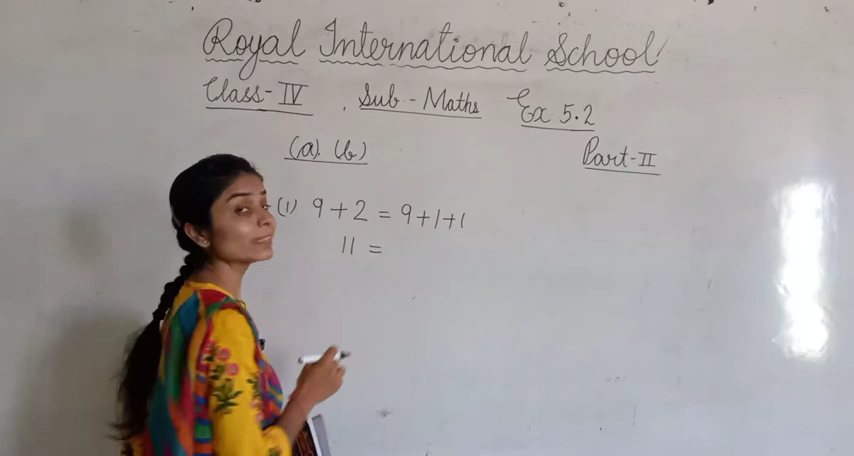 Royal International School
Class-IV , Sub-Maths Ex 5.2
(a) (b) Part-II
(1) 9+2 = 9+1+1
11 =